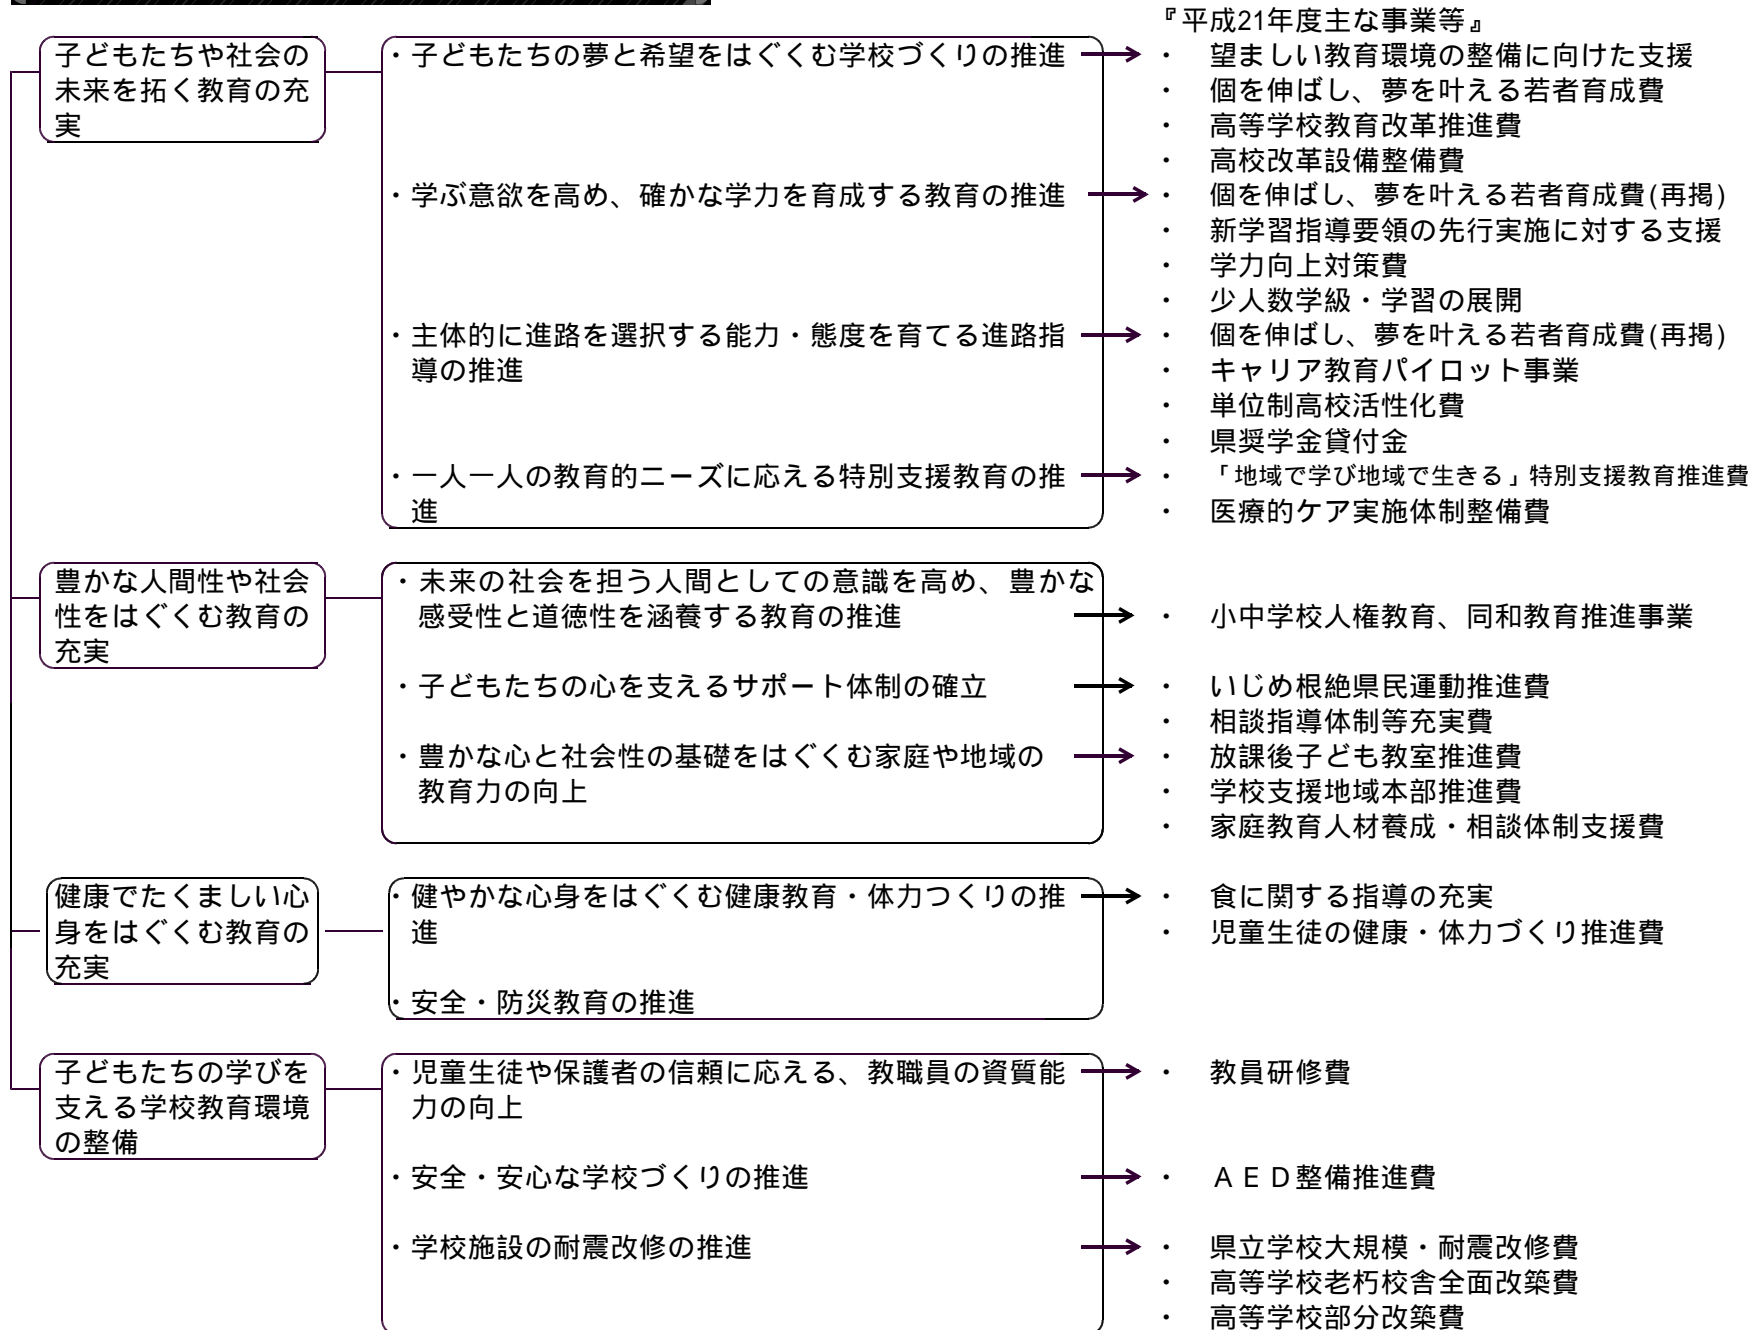 『平成21年度主な事業等』
子どもたちや社会の
未来を拓く教育の充
実
・子どもたちの夢と希望をはぐくむ学校づくりの推進
・ 望ましい教育環境の整備に向けた支援
・ 個を伸ばし、夢を叶える若者育成費
・ 高等学校教育改革推進費
・ 高校改革設備整備費
・学ぶ意欲を高め、確かな学力を育成する教育の推進
・ 個を伸ばし、夢を叶える若者育成費(再掲)
・ 新学習指導要領の先行実施に対する支援
・ 学力向上対策費
・ 少人数学級・学習の展開
・主体的に進路を選択する能力・態度を育てる進路指
導の推進
・ 個を伸ばし、夢を叶える若者育成費(再掲)
・ キャリア教育パイロット事業
・ 単位制高校活性化費
・ 県奨学金貸付金
・一人一人の教育的ニーズに応える特別支援教育の推
進
・ 「地域で学び地域で生きる」特別支援教育推進費
・ 医療的ケア実施体制整備費
豊かな人間性や社会
性をはぐくむ教育の
充実
・未来の社会を担う人間としての意識を高め、豊かな
感受性と道徳性を涵養する教育の推進
・ 小中学校人権教育、同和教育推進事業
・子どもたちの心を支えるサポート体制の確立
・ いじめ根絶県民運動推進費
・ 相談指導体制等充実費
・豊かな心と社会性の基礎をはぐくむ家庭や地域の
教育力の向上
・ 放課後子ども教室推進費
・ 学校支援地域本部推進費
・ 家庭教育人材養成・相談体制支援費
健康でたくましい心
身をはぐくむ教育の
充実
・健やかな心身をはぐくむ健康教育・体力つくりの推
進
・ 食に関する指導の充実
・ 児童生徒の健康・体力づくり推進費
・安全・防災教育の推進
子どもたちの学びを
支える学校教育環境
の整備
・児童生徒や保護者の信頼に応える、教職員の資質能
力の向上
・ 教員研修費
・安全・安心な学校づくりの推進
・ ＡＥＤ整備推進費
・学校施設の耐震改修の推進
・ 県立学校大規模・耐震改修費
・ 高等学校老朽校舎全面改築費
・ 高等学校部分改築費